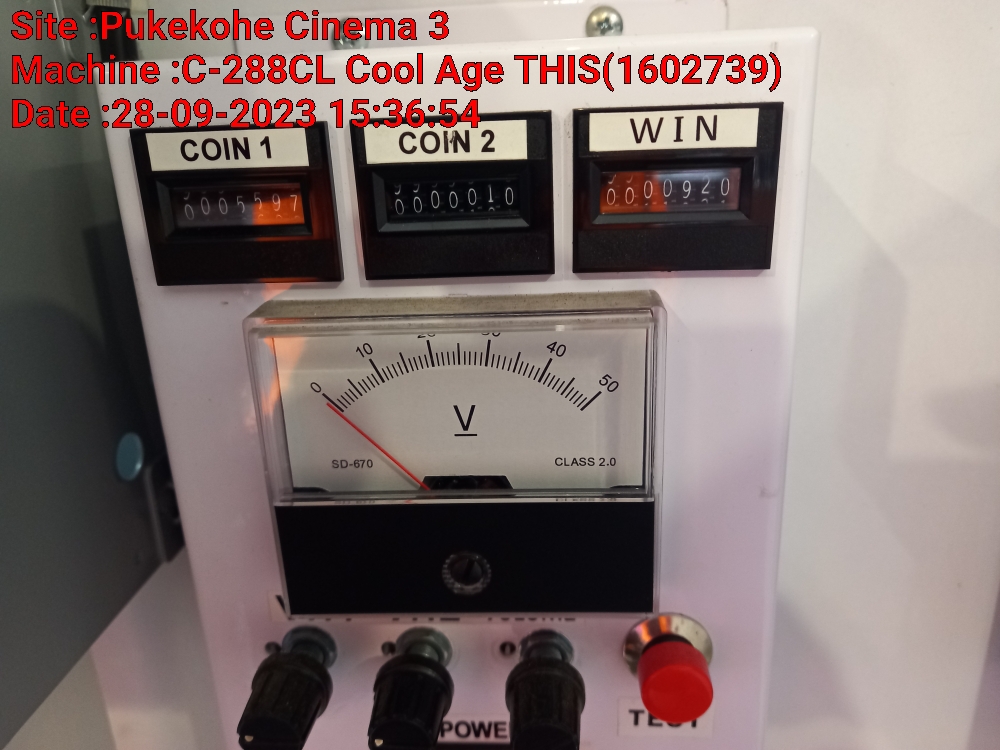 Site :Pukekohe Cinema 3
Machine :C-288CL Cool Age THIS(1602739)
Date :28-09-2023 15:36:54
COIN 1
COIN 2
WIN
0005597
0000010
0000920
0 10 20 30 40 50
V
SD-670
CLASS 2.0
POWER
TEST